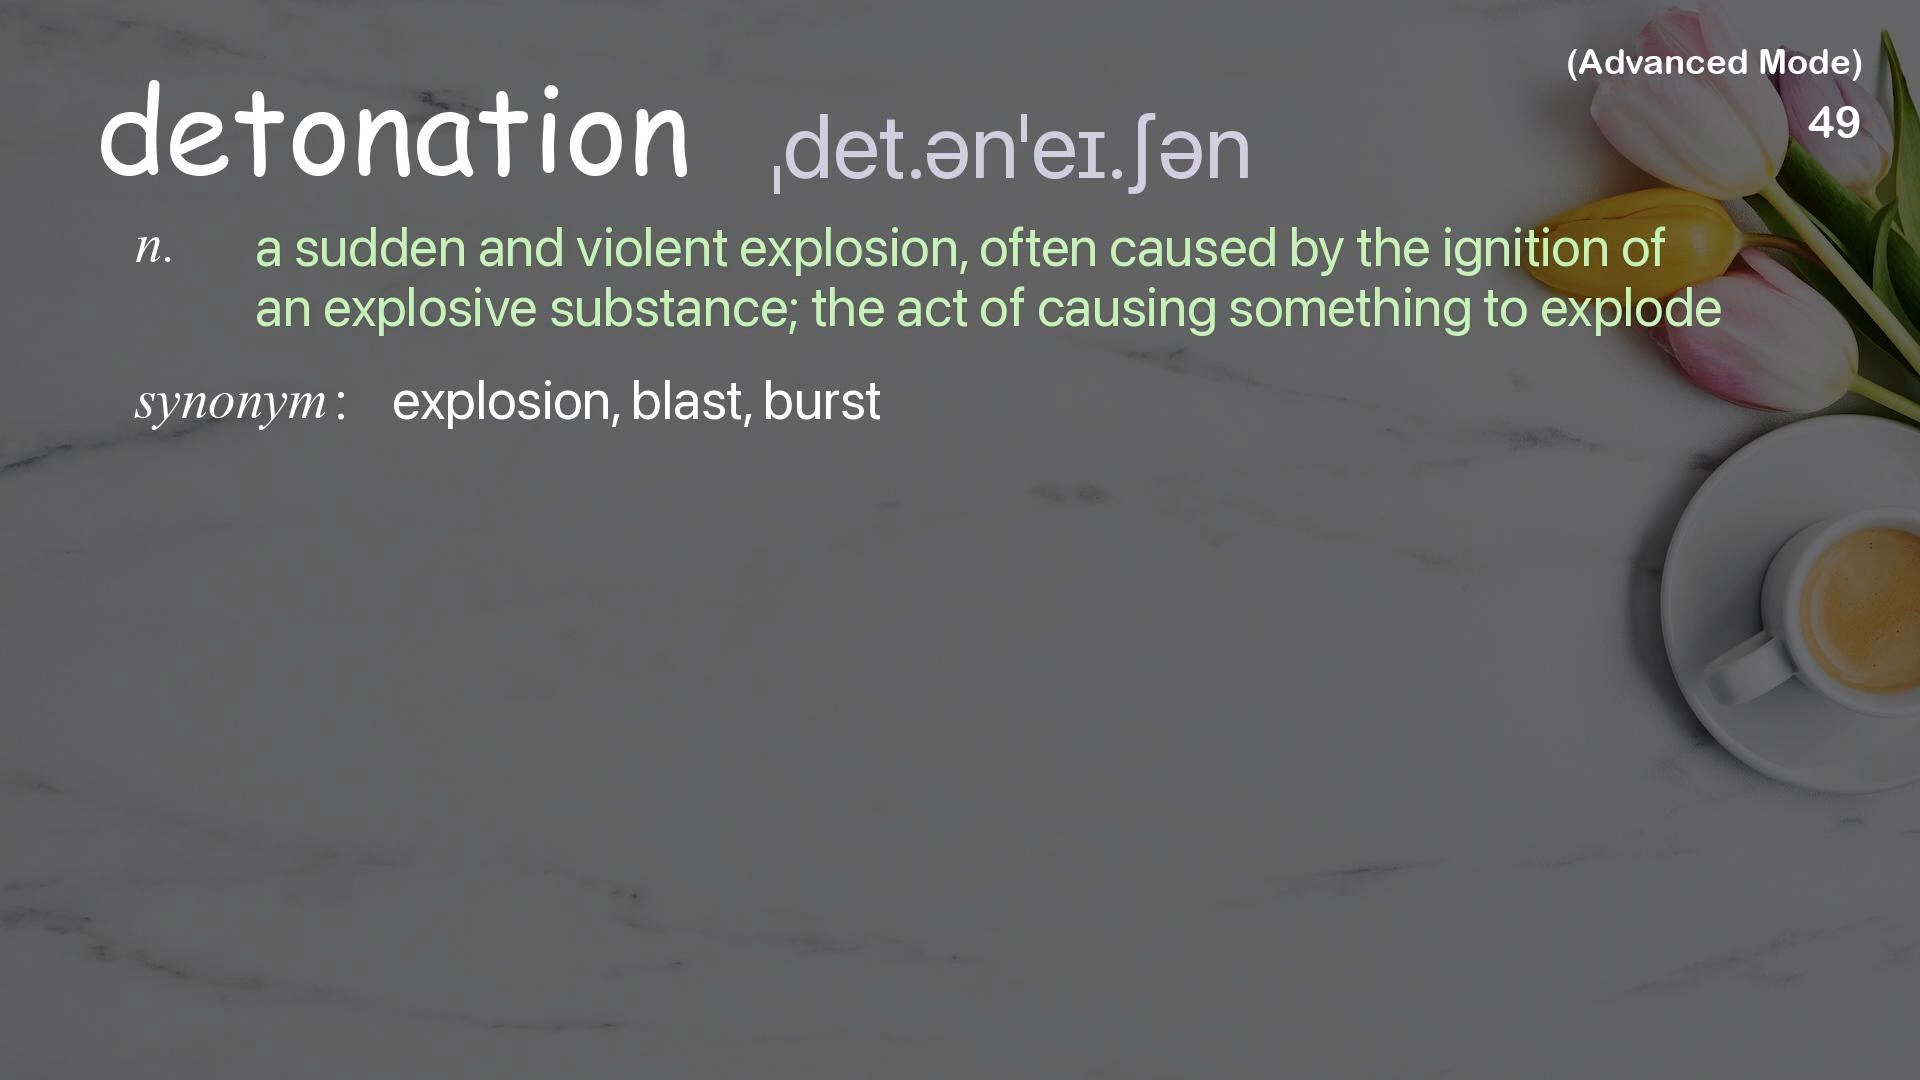 (Advanced Mode)
49
detonation ˌdet.ənˈeɪ.ʃən
n. a sudden and violent explosion, often caused by the ignition of
an explosive substance; the act of causing something to explode
synonym : explosion, blast, burst